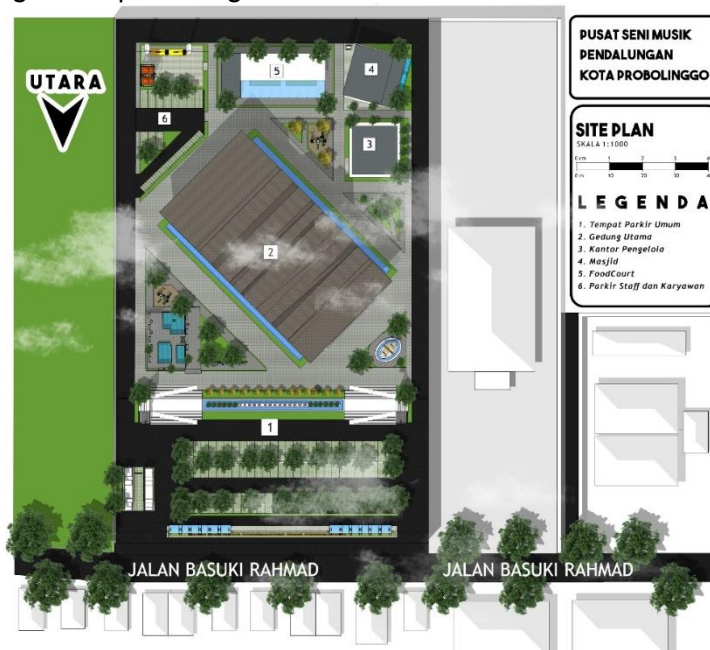 UTARA
PUSAT SENI MUSIK
PENDALUNGAN
KOTA PROBOLINGGO
SITE PLAN
SKALA 1:1000
LEGENDA
1. Tempat Parkir Umum
2. Gedung Utama
3. Kantor Pengelola
4. Masjid
5. FoodCourt
6. Parkir Staff dan Karyawan
5
4
6
3
2
1
JALAN BASUKI RAHMAD
JALAN BASUKI RAHMAD